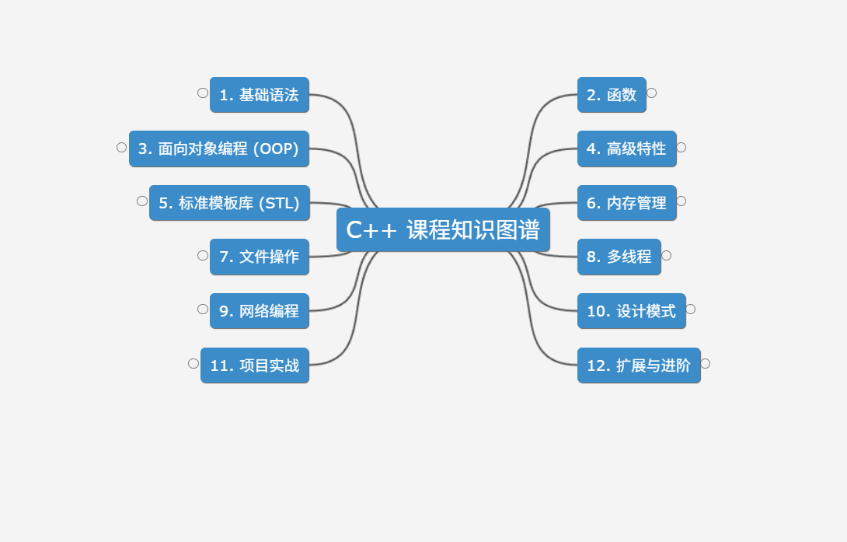 C++ 课程知识图谱
1. 基础语法
2. 函数
3. 面向对象编程 (OOP)
4. 高级特性
5. 标准模板库 (STL)
6. 内存管理
7. 文件操作
8. 多线程
9. 网络编程
10. 设计模式
11. 项目实战
12. 扩展与进阶